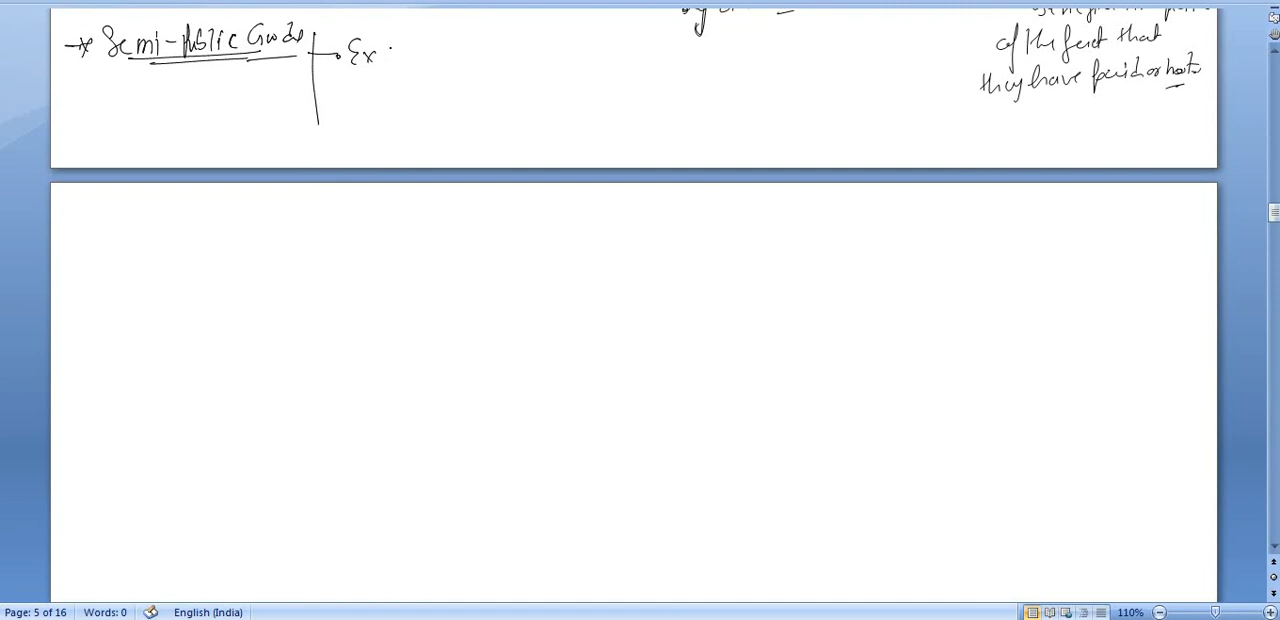 →* Semi-Public Goods
→ Ex.
of the fact that
they have paid or not.
Page: 5 of 16 Words: 0 English (India) 110%